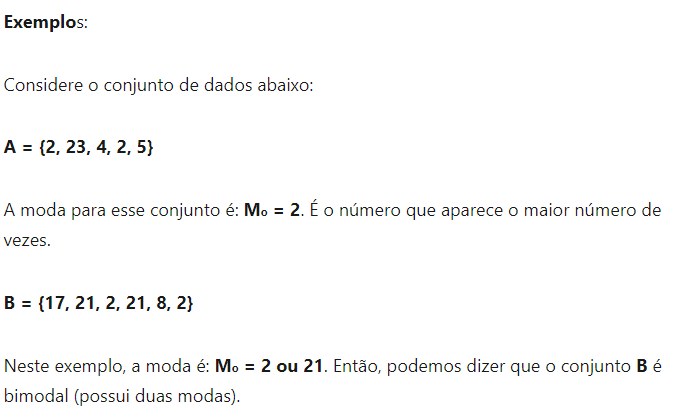 Exemplos:
Considere o conjunto de dados abaixo:
A = {2, 23, 4, 2, 5}
A moda para esse conjunto é: Mₒ = 2. É o número que aparece o maior número de
vezes.
B = {17, 21, 2, 21, 8, 2}
Neste exemplo, a moda é: Mₒ = 2 ou 21. Então, podemos dizer que o conjunto B é
bimodal (possui duas modas).